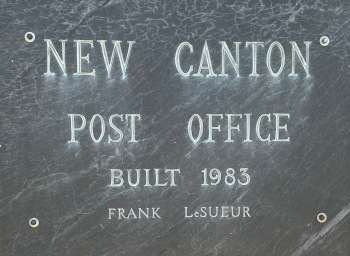 NEW CANTON
POST OFFICE
BUILT 1983
FRANK LeSUEUR